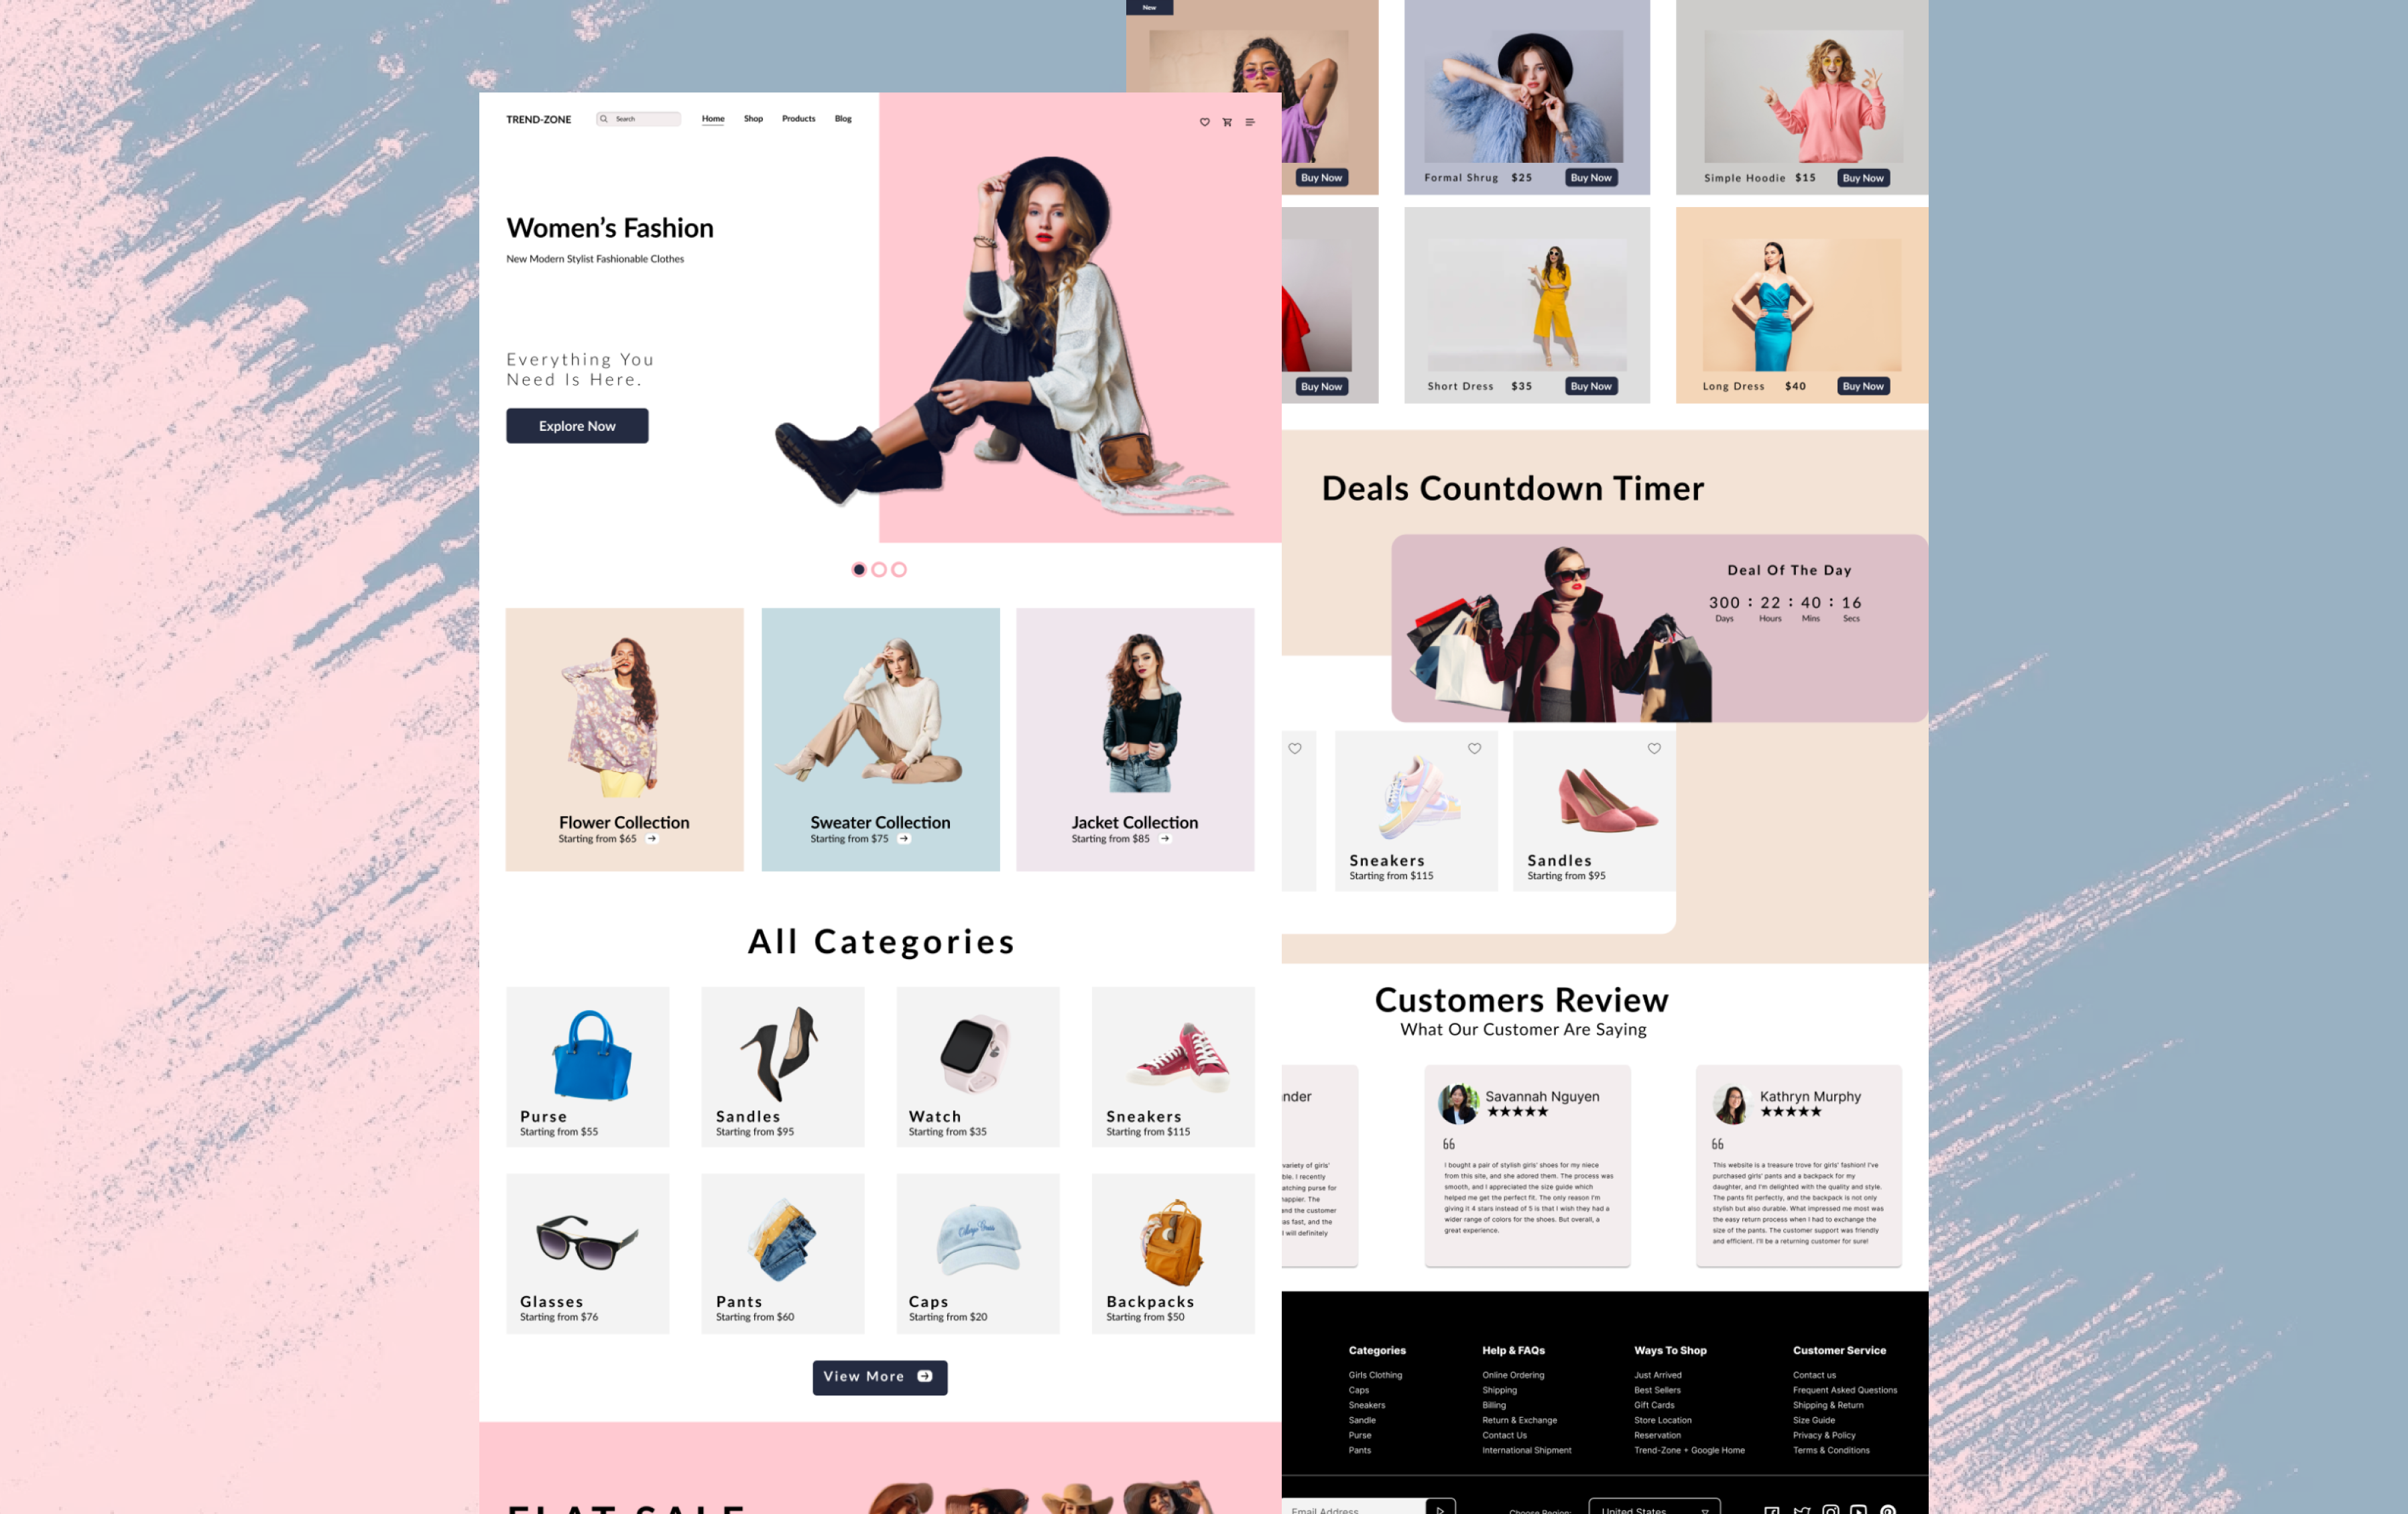 TREND-ZONE
Search
Home Shop Products Blog
Women's Fashion
New Modern Stylist Fashionable Clothes
Everything You
Need Is Here.
Explore Now
Flower Collection
Starting from $65
Sweater Collection
Starting from $75
Jacket Collection
Starting from $85
All Categories
Purse
Starting from $55
Sandles
Starting from $95
Watch
Starting from $35
Sneakers
Starting from $115
Glasses
Starting from $76
Pants
Starting from $60
Caps
Starting from $20
Backpacks
Starting from $50
View More
FLAT SALE
New
Buy Now
Formal Shrug $25 Buy Now
Simple Hoodie $15 Buy Now
Buy Now
Short Dress $35 Buy Now
Long Dress $40 Buy Now
Deals Countdown Timer
Deal Of The Day
300 : 22 : 40 : 16
Days Hours Mins Secs
Sneakers
Starting from $115
Sandles
Starting from $95
Customers Review
What Our Customer Are Saying
nder
variety of girls'
ble. I recently
atching purse for
happier. The
and the customer
as fast, and the
I will definitely
Savannah Nguyen
I bought a pair of stylish girls' shoes for my niece
from this site, and she adored them. The process was
smooth, and I appreciated the size guide which
helped me get the perfect fit. The only reason I'm
giving it 4 stars instead of 5 is that I wish they had a
wider range of colors for the shoes. But overall, a
great experience.
Kathryn Murphy
This website is a treasure trove for girls' fashion! I've
purchased girls' pants and a backpack for my
daughter, and I'm delighted with the quality and style.
The pants fit perfectly, and the backpack is not only
stylish but also durable. What impressed me most was
the easy return process when I had to exchange the
size of the pants. The customer support was friendly
and efficient. I'll be a returning customer for sure!
Categories
Girls Clothing
Caps
Sneakers
Sandle
Purse
Pants
Help & FAQs
Online Ordering
Shipping
Billing
Return & Exchange
Contact Us
International Shipment
Ways To Shop
Just Arrived
Best Sellers
Gift Cards
Store Location
Reservation
Trend-Zone + Google Home
Customer Service
Contact us
Frequent Asked Questions
Shipping & Return
Size Guide
Privacy & Policy
Terms & Conditions
Email Address
Choose Region:
United States